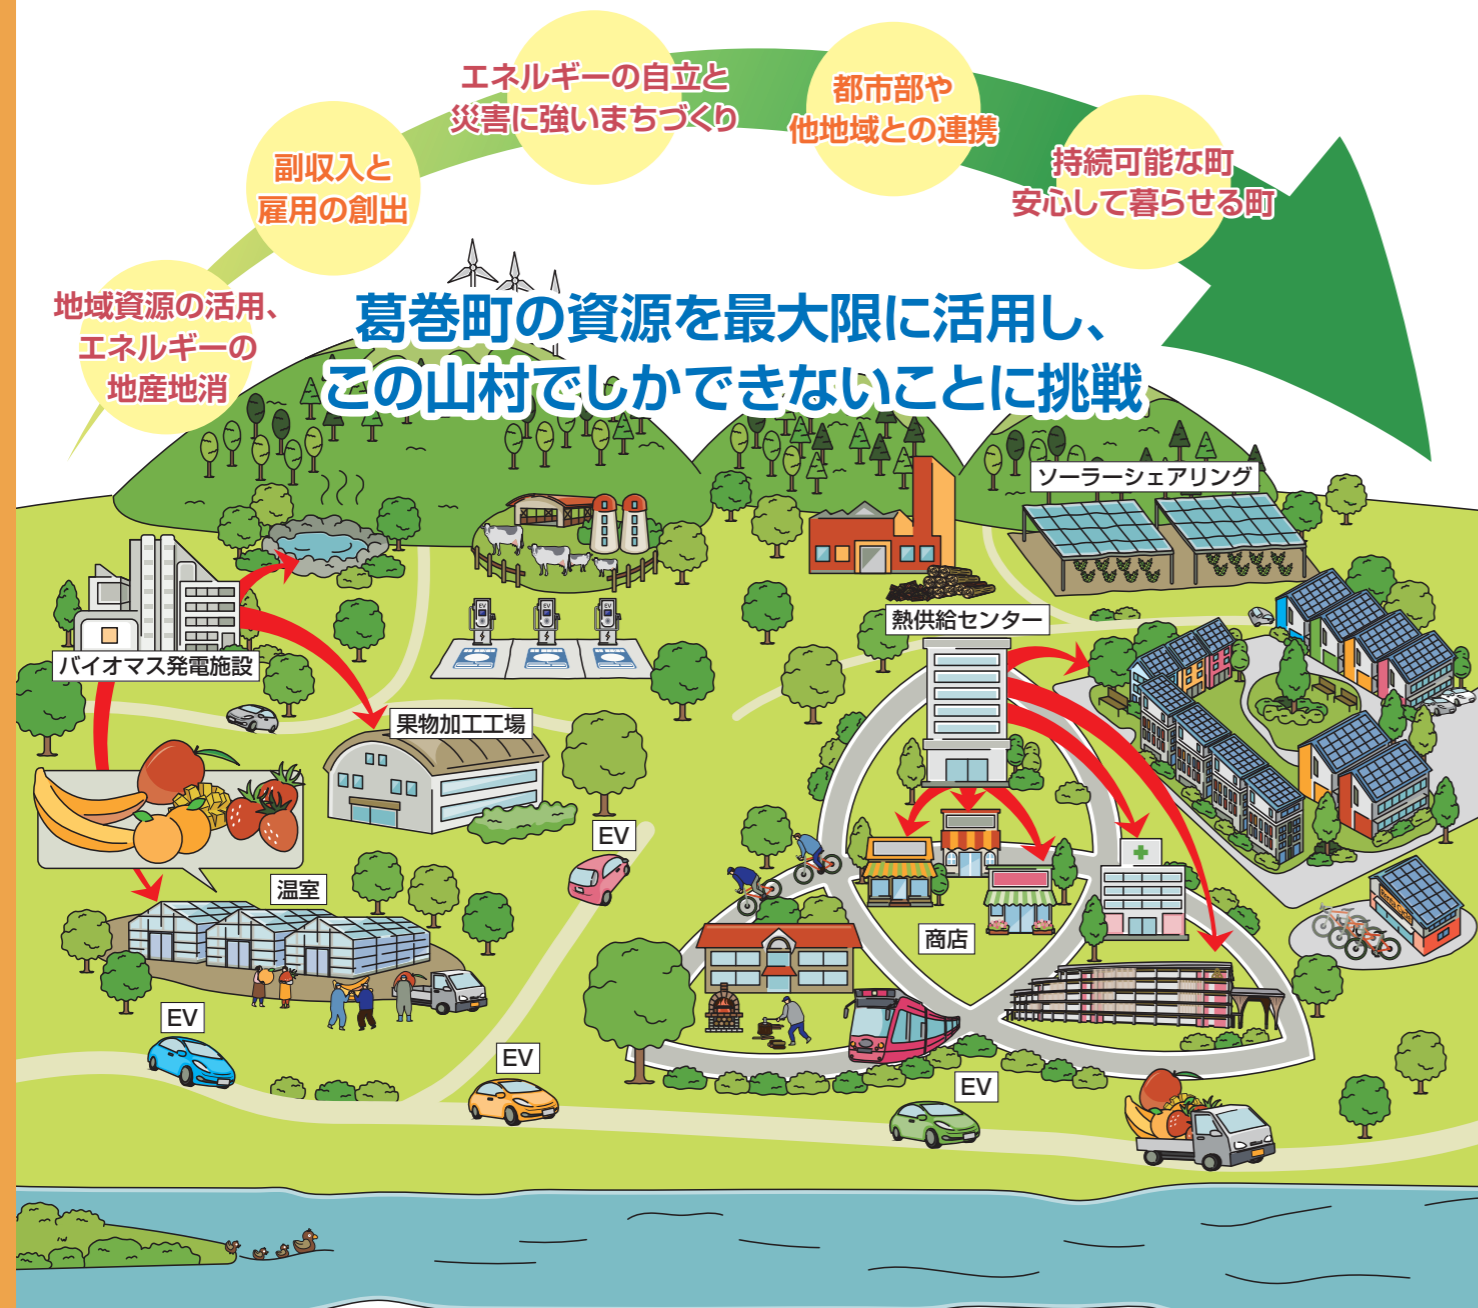 地域資源の活用、
エネルギーの
地産地消
副収入と
雇用の創出
エネルギーの自立と
災害に強いまちづくり
都市部や
他地域との連携
持続可能な町
安心して暮らせる町
葛巻町の資源を最大限に活用し、
この山村でしかできないことに挑戦
ソーラーシェアリング
EV
EV
EV
熱供給センター
バイオマス発電施設
果物加工工場
EV
温室
商店
EV
EV
EV